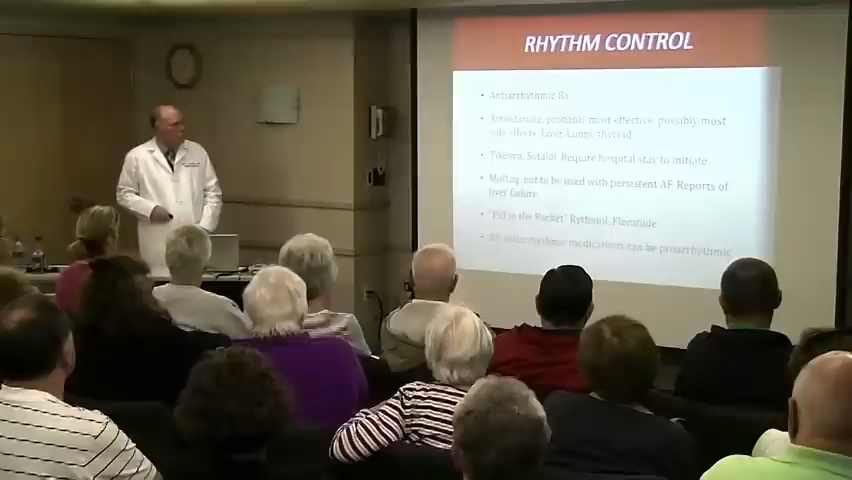 RHYTHM CONTROL
• Antiarrhythmic Rx
• Amiodarone, probable most effective, possibly most
side effects. Liver, Lungs, thyroid
• Tikosyn, Sotalol. Require hospital stay to initiate
• Multaq, not to be used with persistent AF Reports of
liver failure
• "Pill in the Pocket" Rythmol, Flecanide
• All antiarrhythmic medications can be proarrhythmic